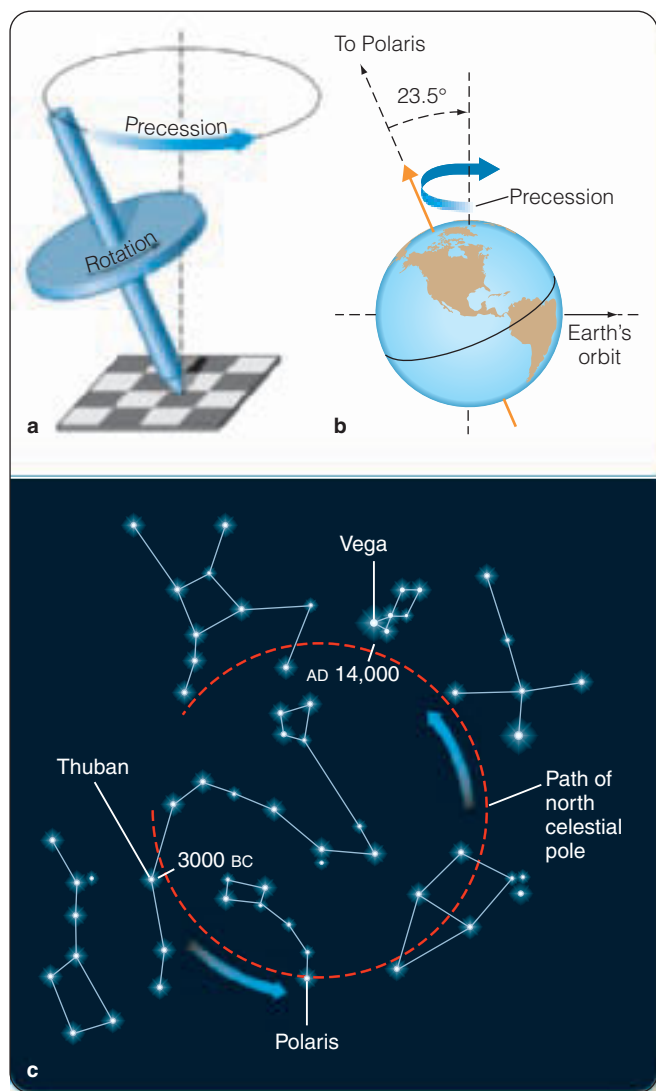 Precession
Rotation
a
To Polaris
23.5°
Precession
Earth's
orbit
b
Vega
AD 14,000
Thuban
Path of
north
celestial
pole
3000 BC
Polaris
c